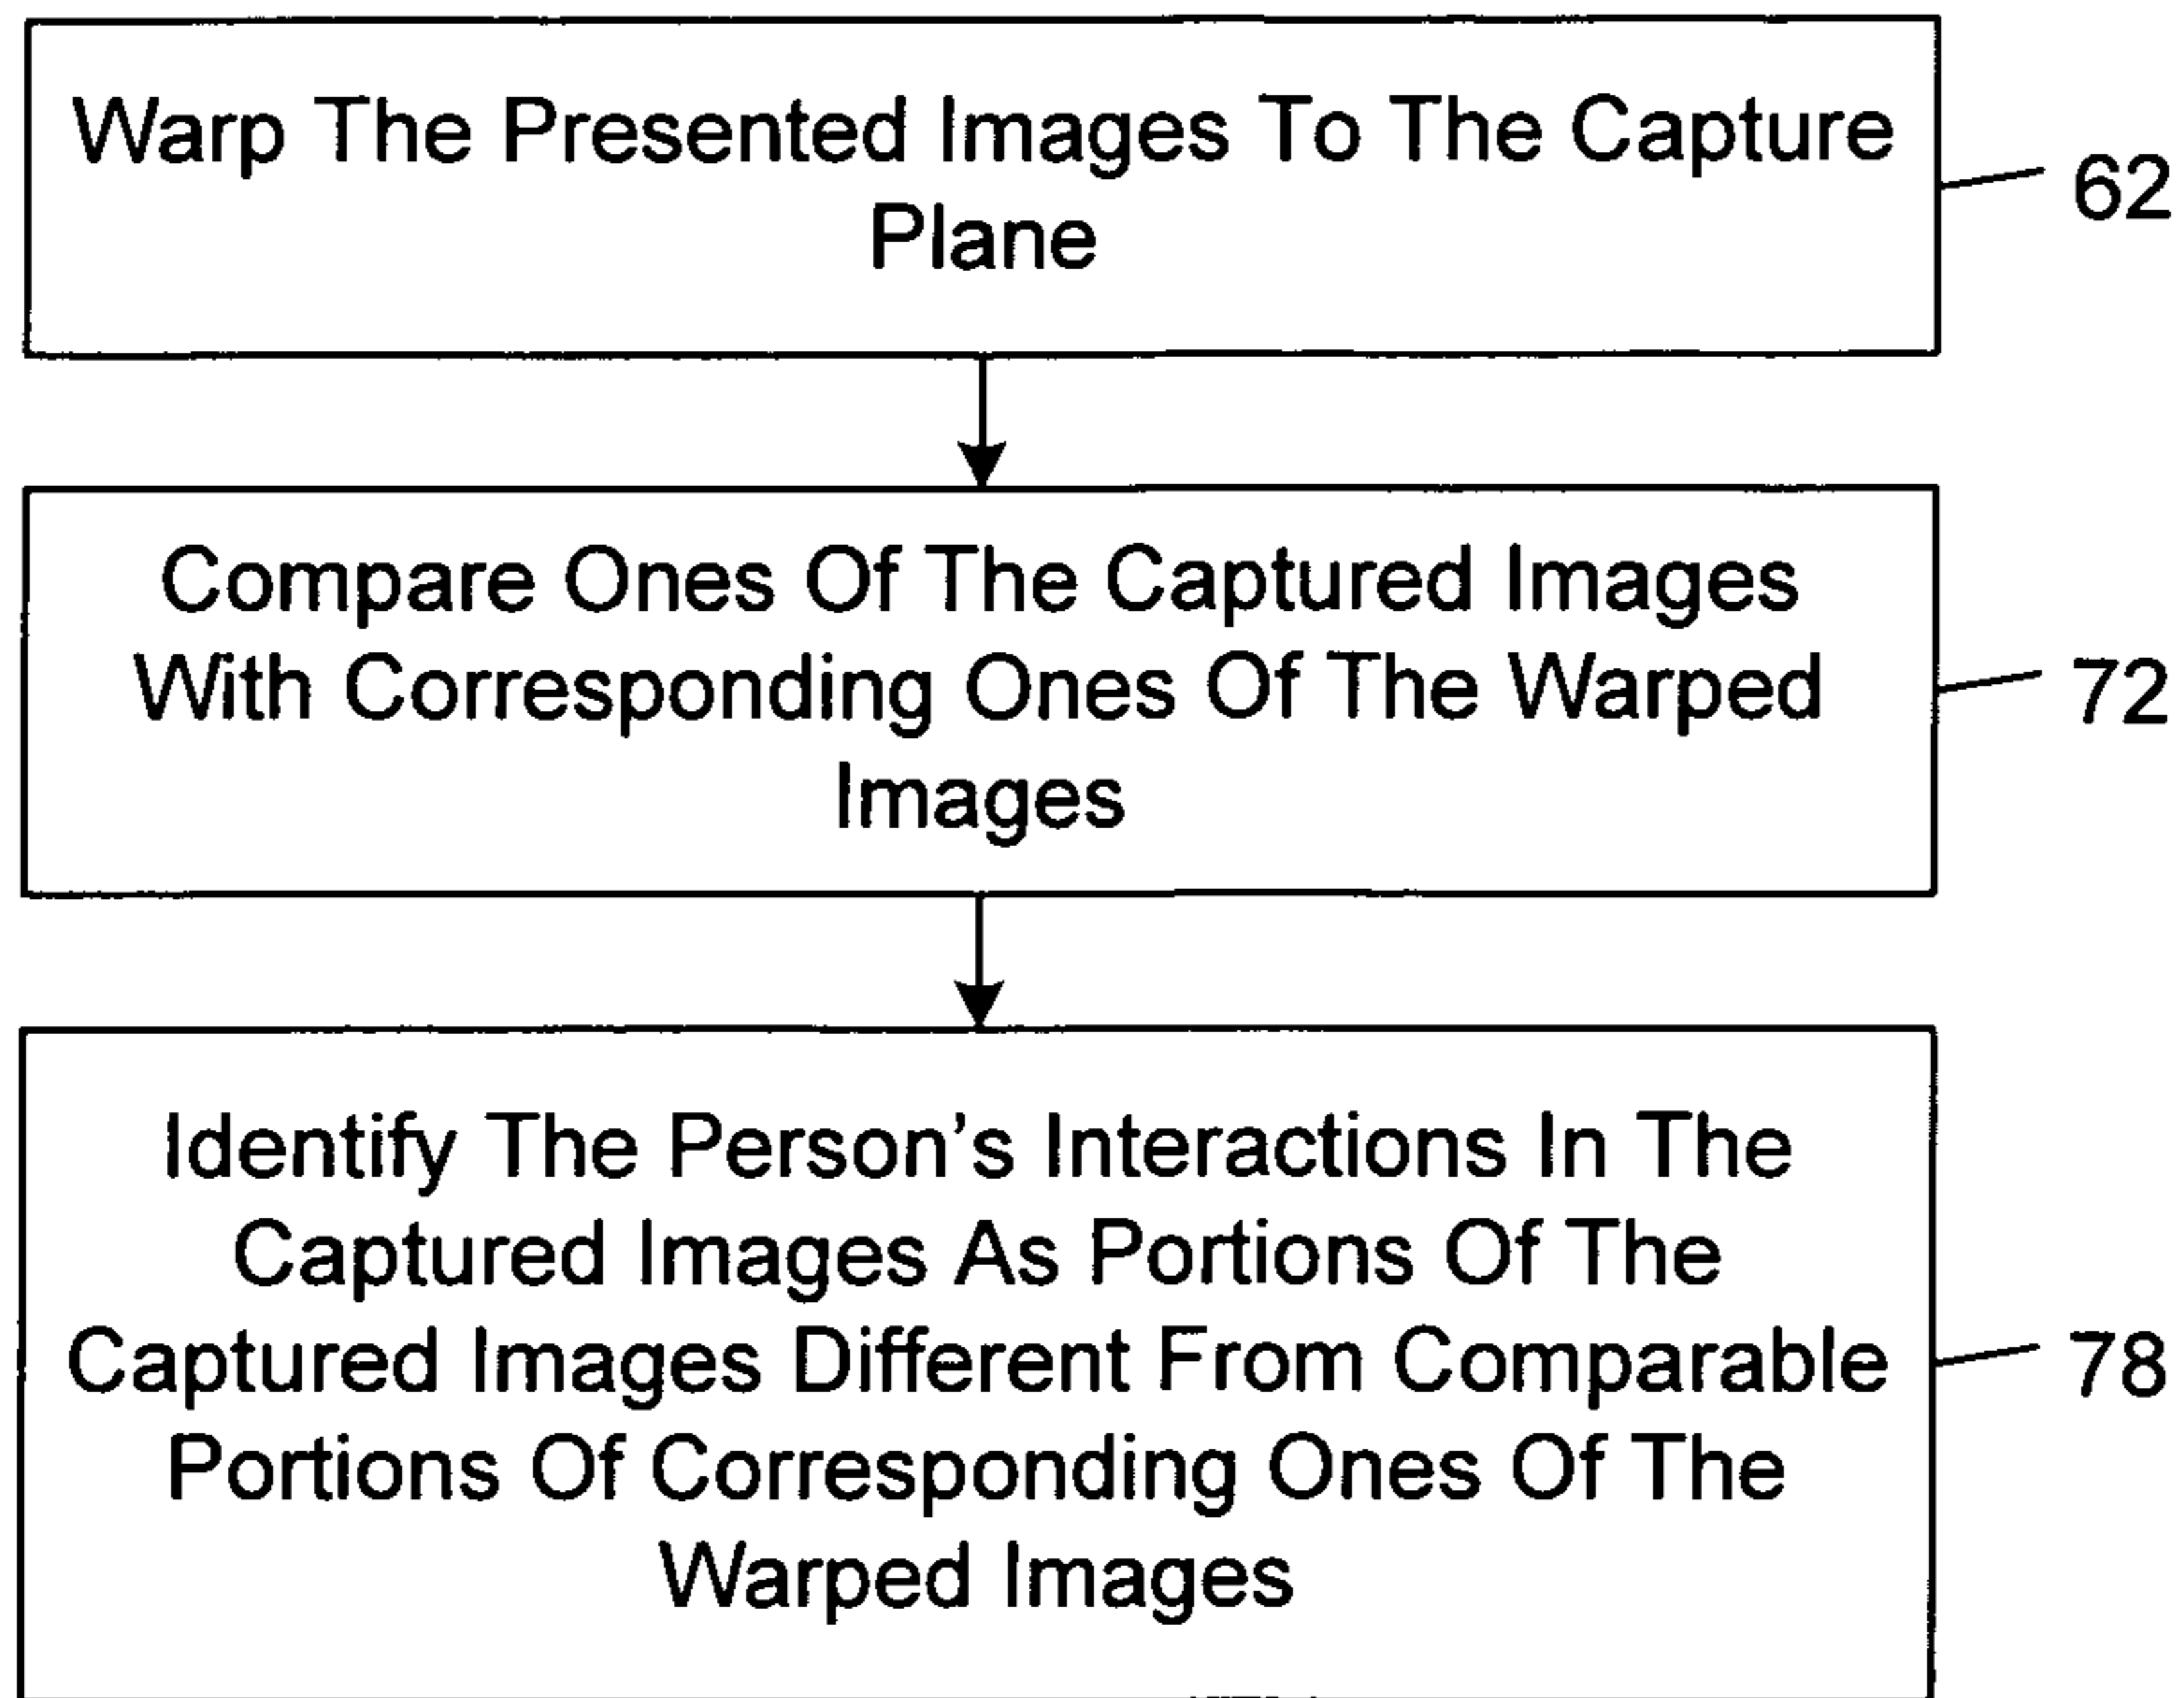 Warp The Presented Images To The Capture
Plane
62
Compare Ones Of The Captured Images
With Corresponding Ones Of The Warped
Images
72
Identify The Person's Interactions In The
Captured Images As Portions Of The
Captured Images Different From Comparable
Portions Of Corresponding Ones Of The
Warped Images
78